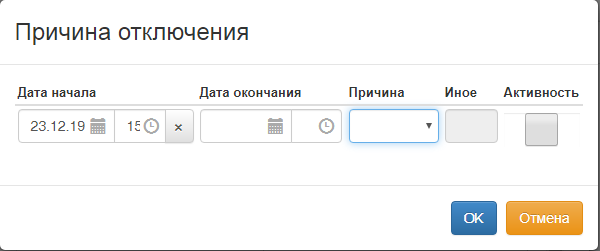 Причина отключения
Дата начала Дата окончания Причина Иное Активность
23.12.19 15 ×
OK Отмена